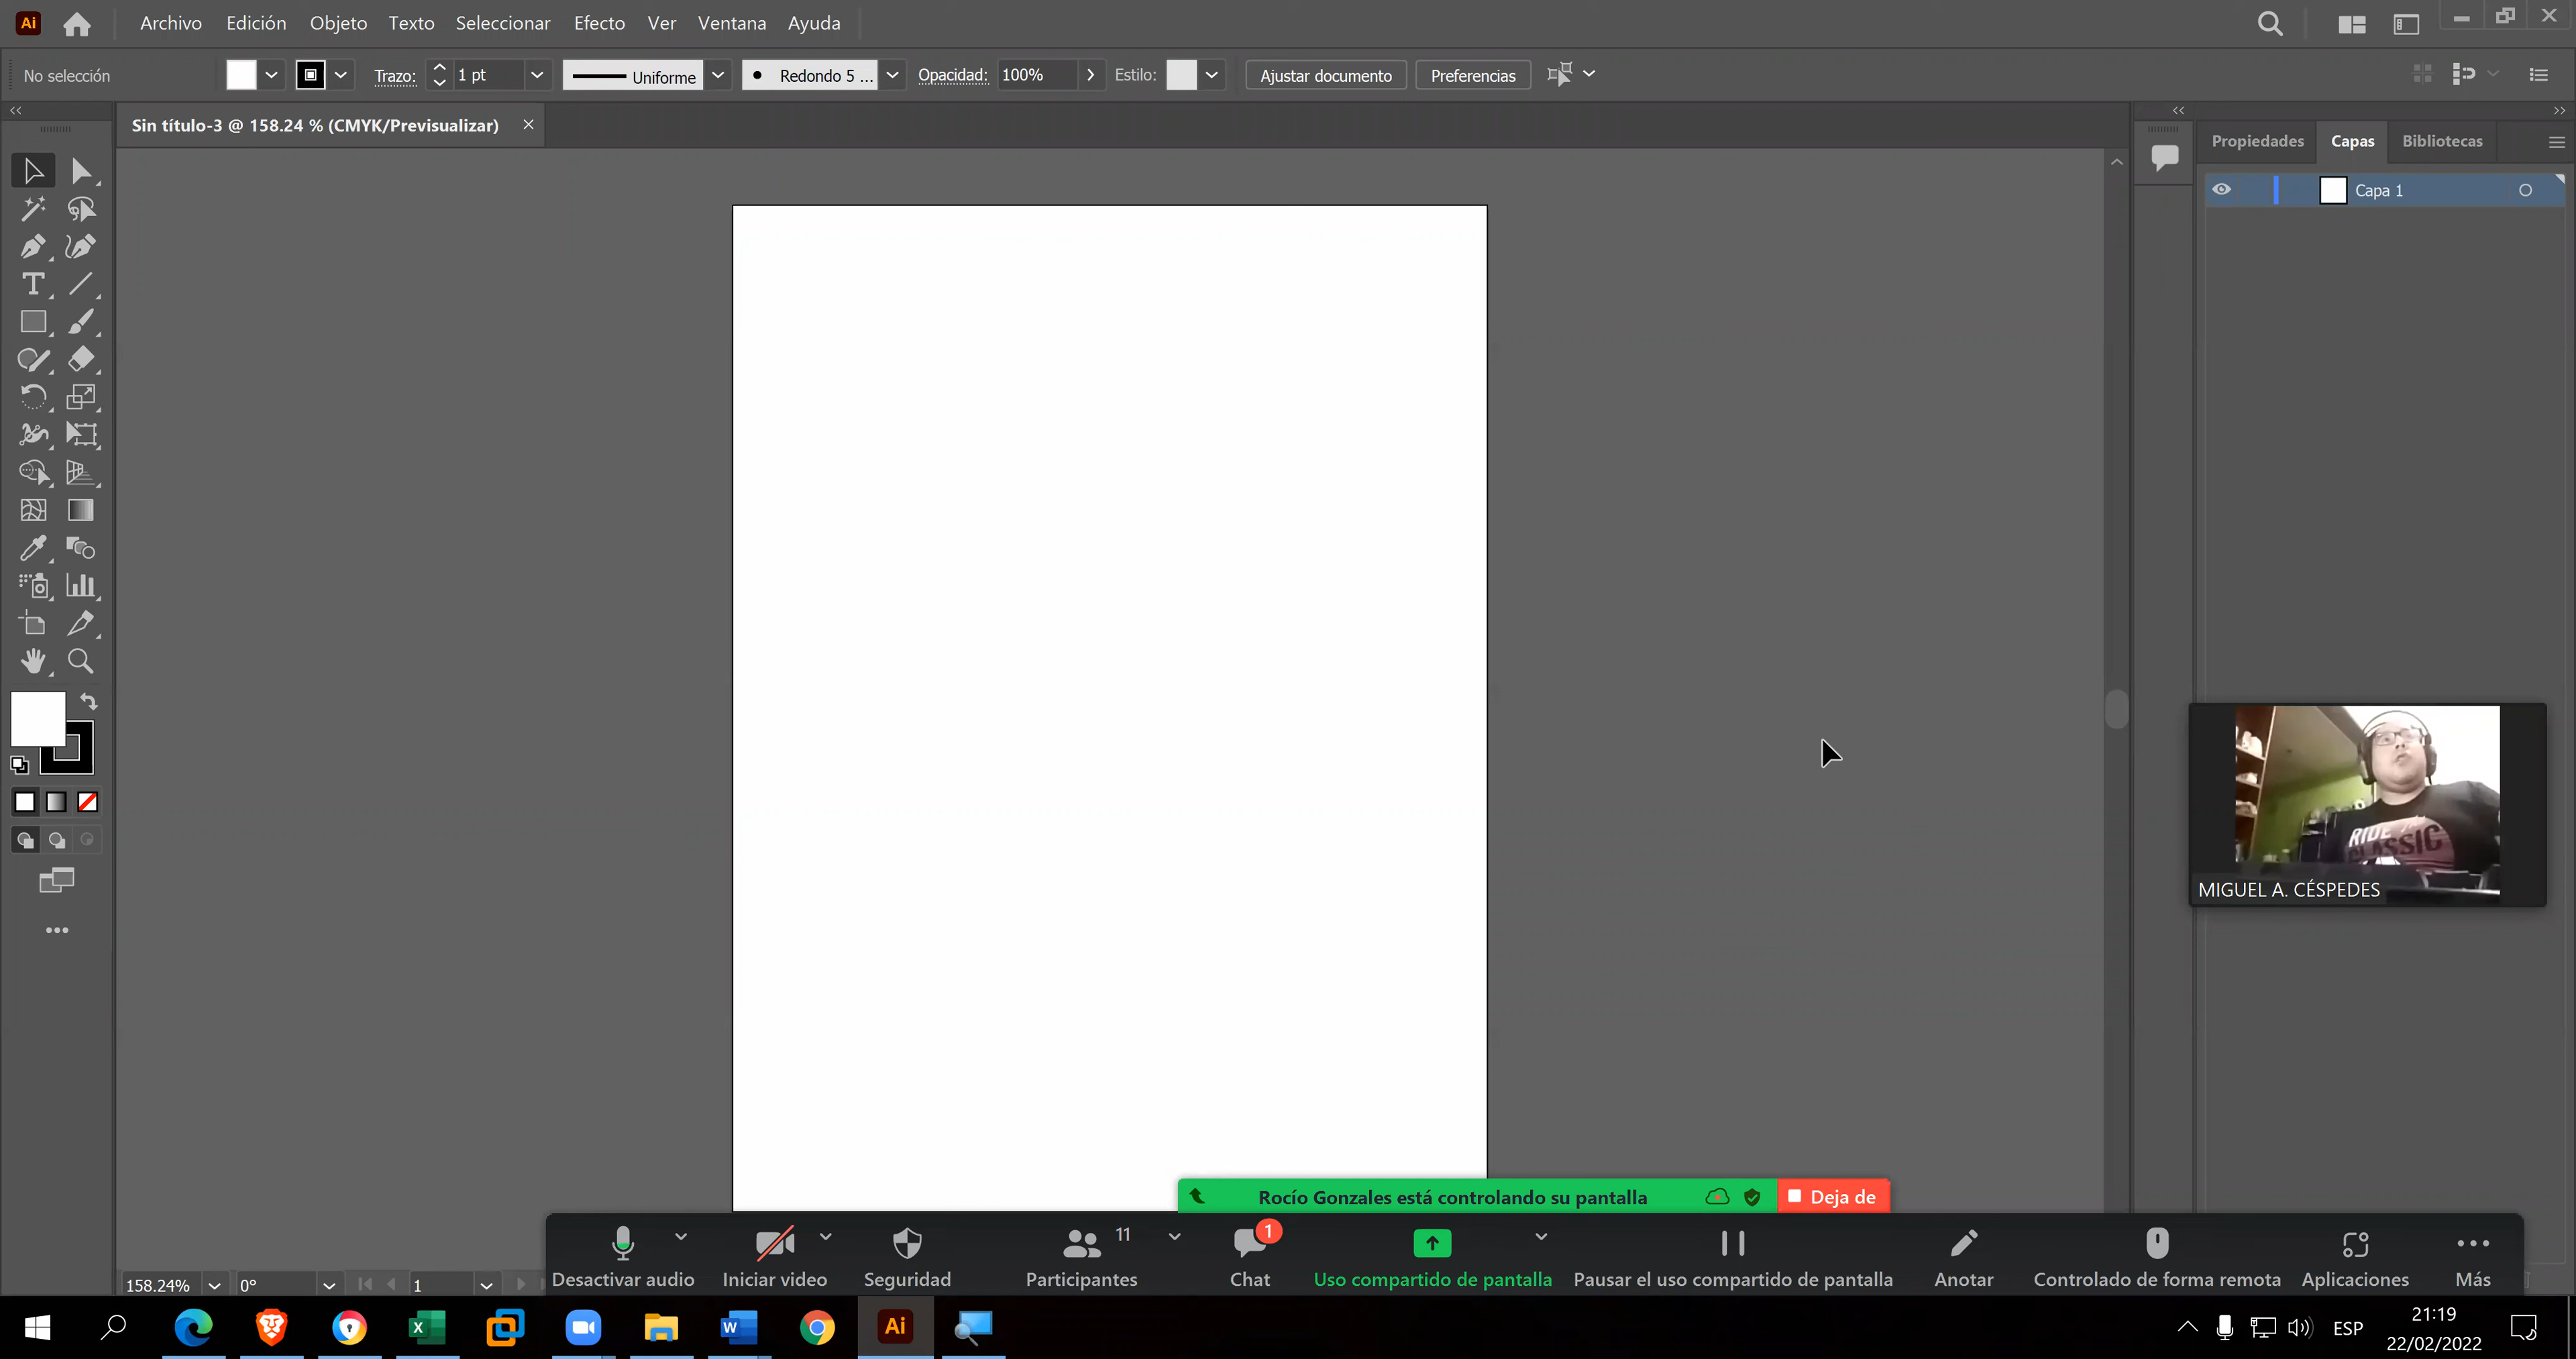 Ai Archivo Edición Objeto Texto Seleccionar Efecto Ver Ventana Ayuda
No selección Trazo: 1 pt Uniforme Redondo 5 ... Opacidad: 100% Estilo: Ajustar documento Preferencias
Sin título-3 @ 158.24 % (CMYK/Previsualizar)
Propiedades Capas Bibliotecas
Capa 1
RIDE
CLASSIC
MIGUEL A. CÉSPEDES
Rocío Gonzales está controlando su pantalla Deja de
11 1
Desactivar audio Iniciar video Seguridad Participantes Chat Uso compartido de pantalla Pausar el uso compartido de pantalla Anotar Controlado de forma remota Aplicaciones Más
158.24% 0° 1
Ai 21:19
ESP
22/02/2022